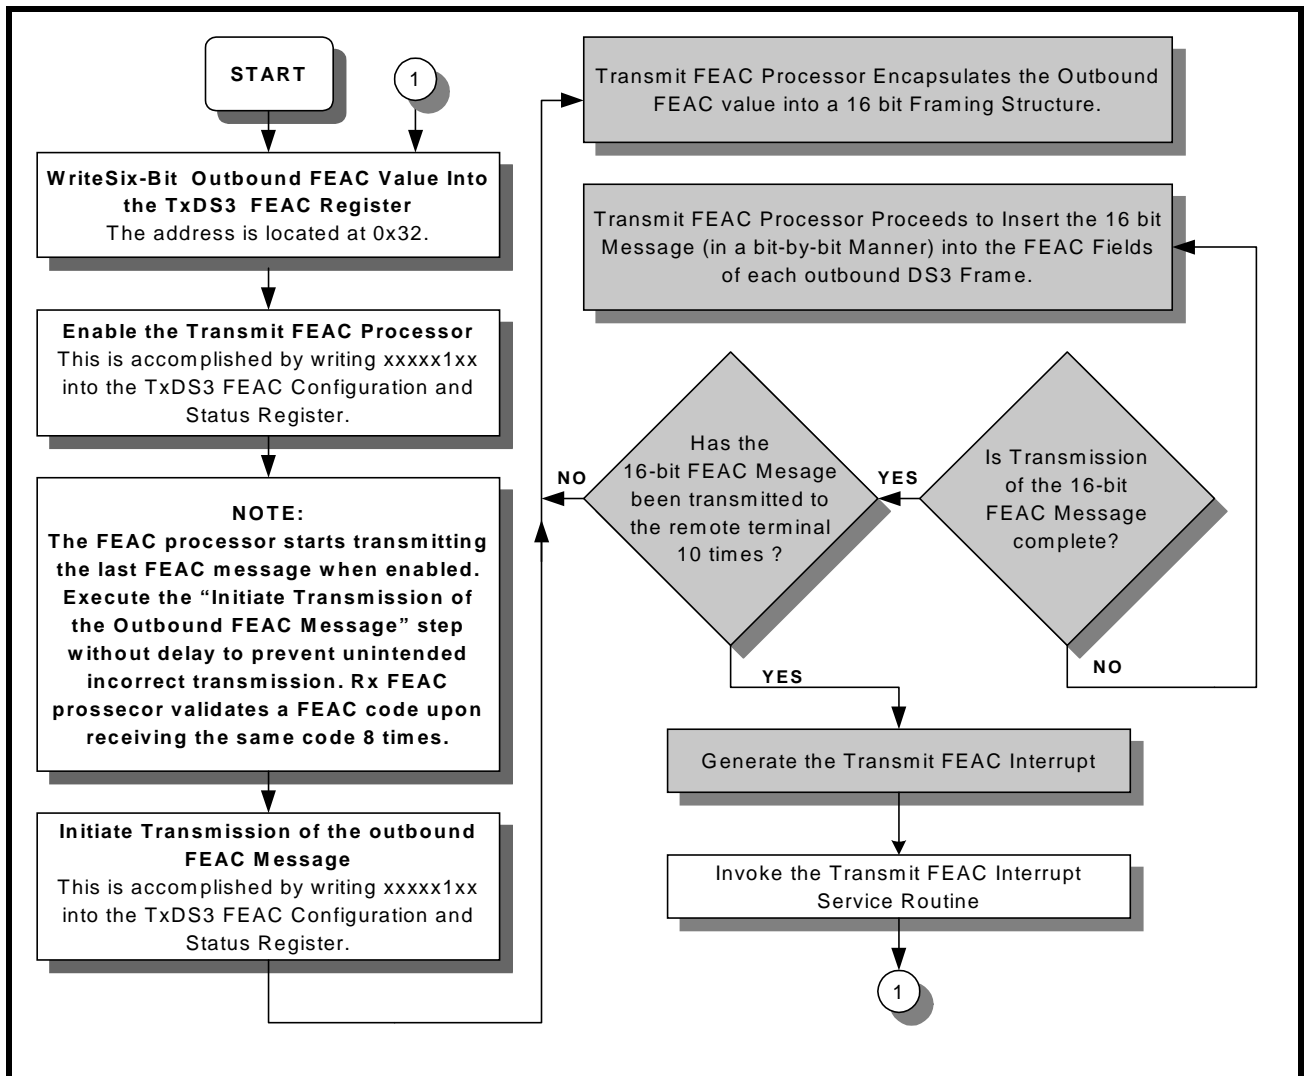 START
1
WriteSix-Bit Outbound FEAC Value Into
the TxDS3 FEAC Register
The address is located at 0x32.
Enable the Transmit FEAC Processor
This is accomplished by writing xxxxx1xx
into the TxDS3 FEAC Configuration and
Status Register.
NOTE:
The FEAC processor starts transmitting
the last FEAC message when enabled.
Execute the “Initiate Transmission of
the Outbound FEAC Message” step
without delay to prevent unintended
incorrect transmission. Rx FEAC
prossecor validates a FEAC code upon
receiving the same code 8 times.
Initiate Transmission of the outbound
FEAC Message
This is accomplished by writing xxxxx1xx
into the TxDS3 FEAC Configuration and
Status Register.
Transmit FEAC Processor Encapsulates the Outbound
FEAC value into a 16 bit Framing Structure.
Transmit FEAC Processor Proceeds to Insert the 16 bit
Message (in a bit-by-bit Manner) into the FEAC Fields
of each outbound DS3 Frame.
Is Transmission
of the 16-bit
FEAC Message
complete?
YES
NO
Has the
16-bit FEAC Mesage
been transmitted to
the remote terminal
10 times ?
NO
YES
Generate the Transmit FEAC Interrupt
Invoke the Transmit FEAC Interrupt
Service Routine
1